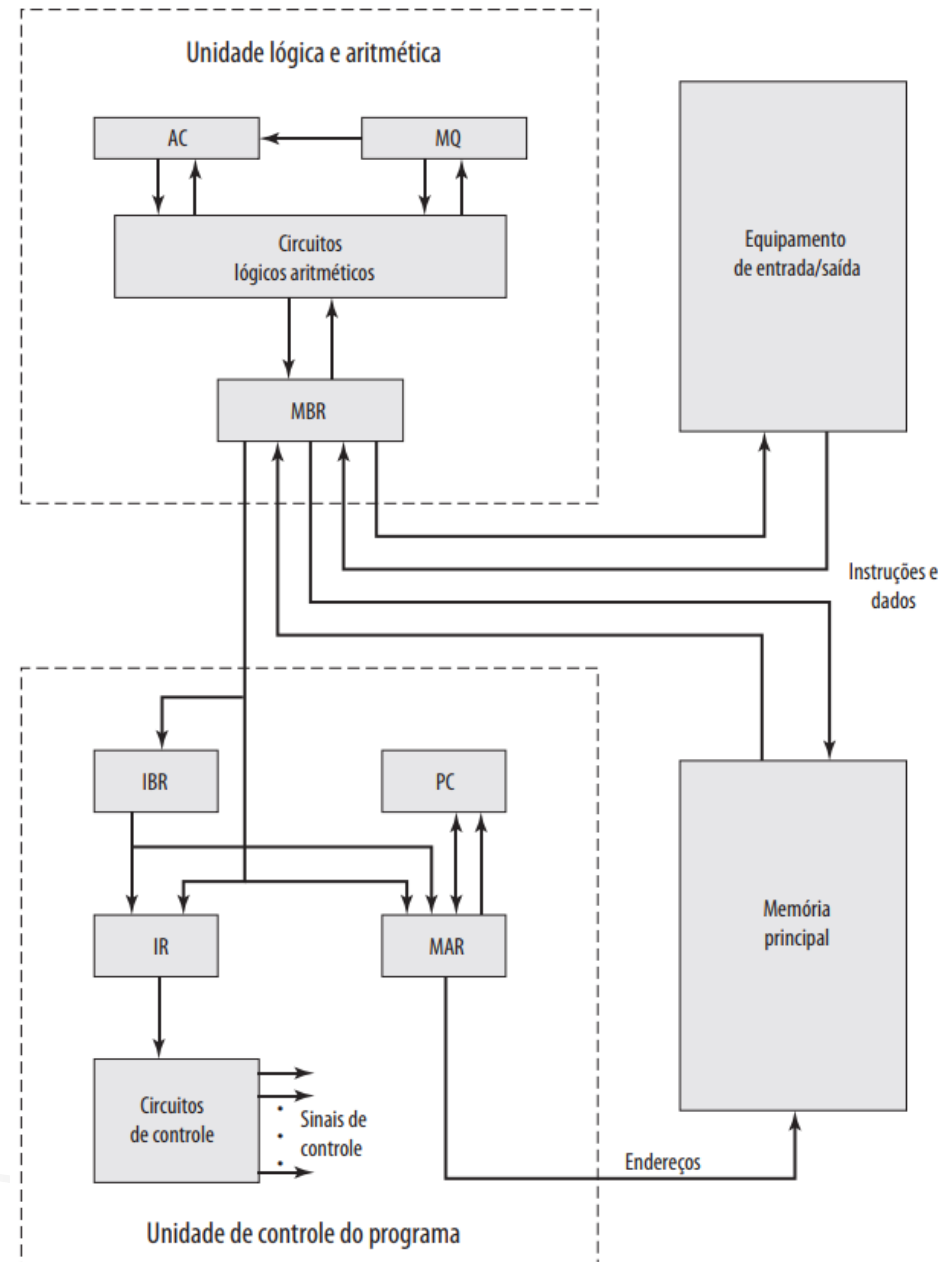 Unidade lógica e aritmética
AC
MQ
Circuitos
lógicos aritméticos
MBR
Equipamento
de entrada/saída
Instruções e
dados
IBR
PC
IR
MAR
Memória
principal
Circuitos
de controle
Sinais de
controle
Endereços
Unidade de controle do programa